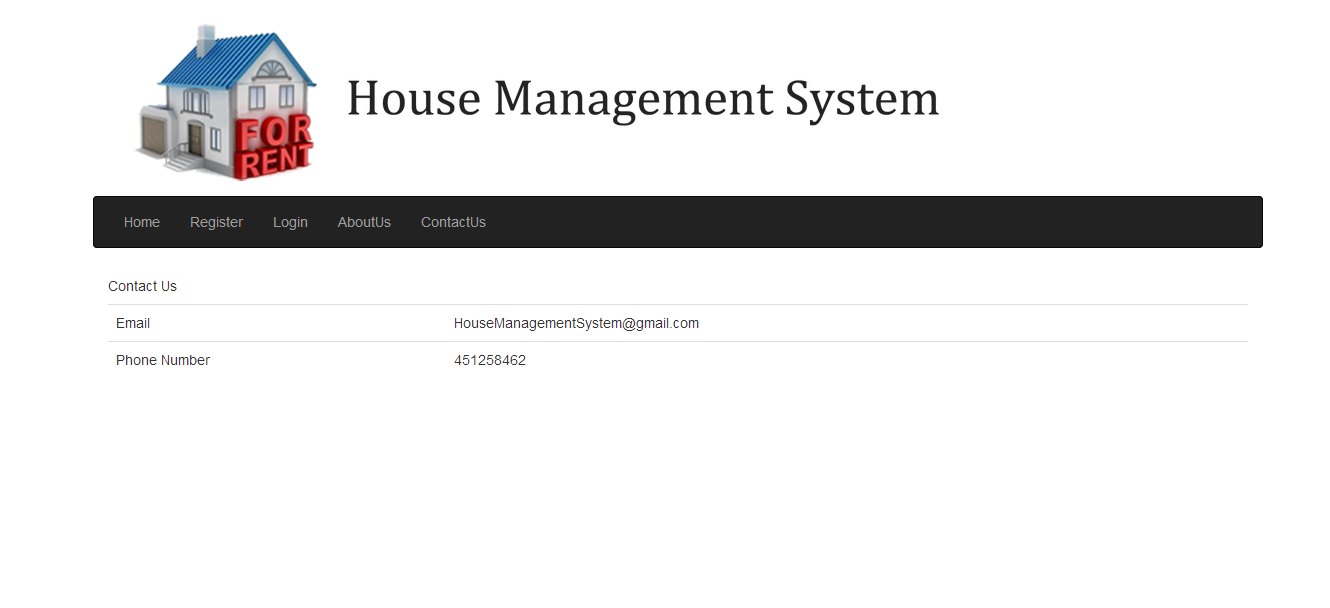 FOR
RENT
House Management System
Home Register Login AboutUs ContactUs
Contact Us
Email HouseManagementSystem@gmail.com
Phone Number 451258462